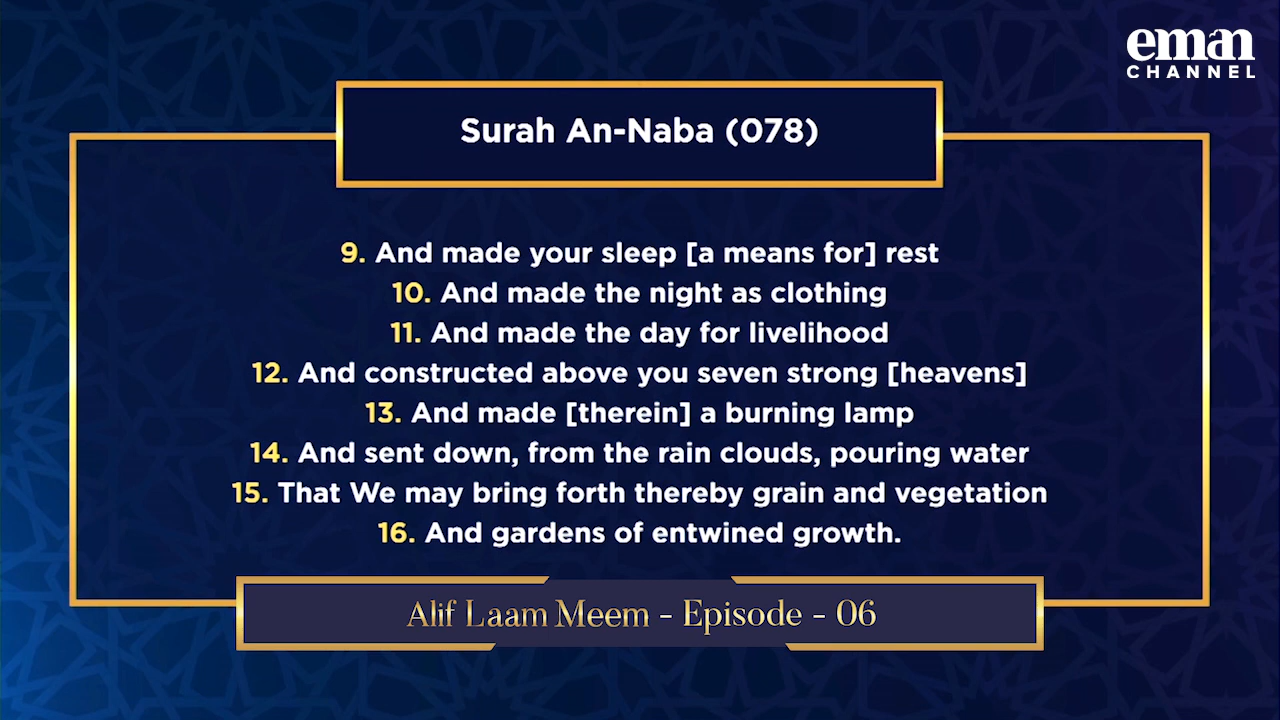 eman
CHANNEL
Surah An-Naba (078)
9. And made your sleep [a means for] rest
10. And made the night as clothing
11. And made the day for livelihood
12. And constructed above you seven strong [heavens]
13. And made [therein] a burning lamp
14. And sent down, from the rain clouds, pouring water
15. That We may bring forth thereby grain and vegetation
16. And gardens of entwined growth.
Alif Laam Meem - Episode - 06